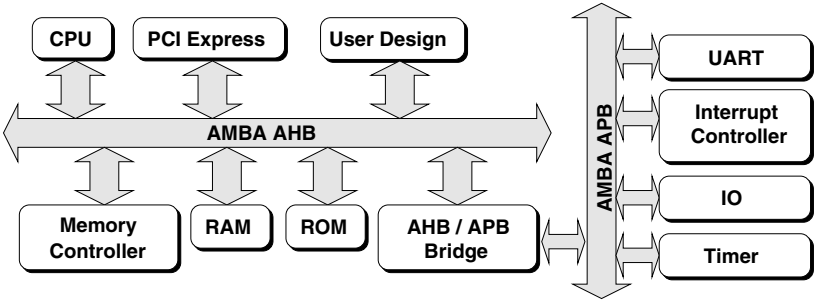 CPU
PCI Express
User Design
AMBA AHB
Memory
Controller
RAM
ROM
AHB / APB
Bridge
AMBA APB
UART
Interrupt
Controller
IO
Timer